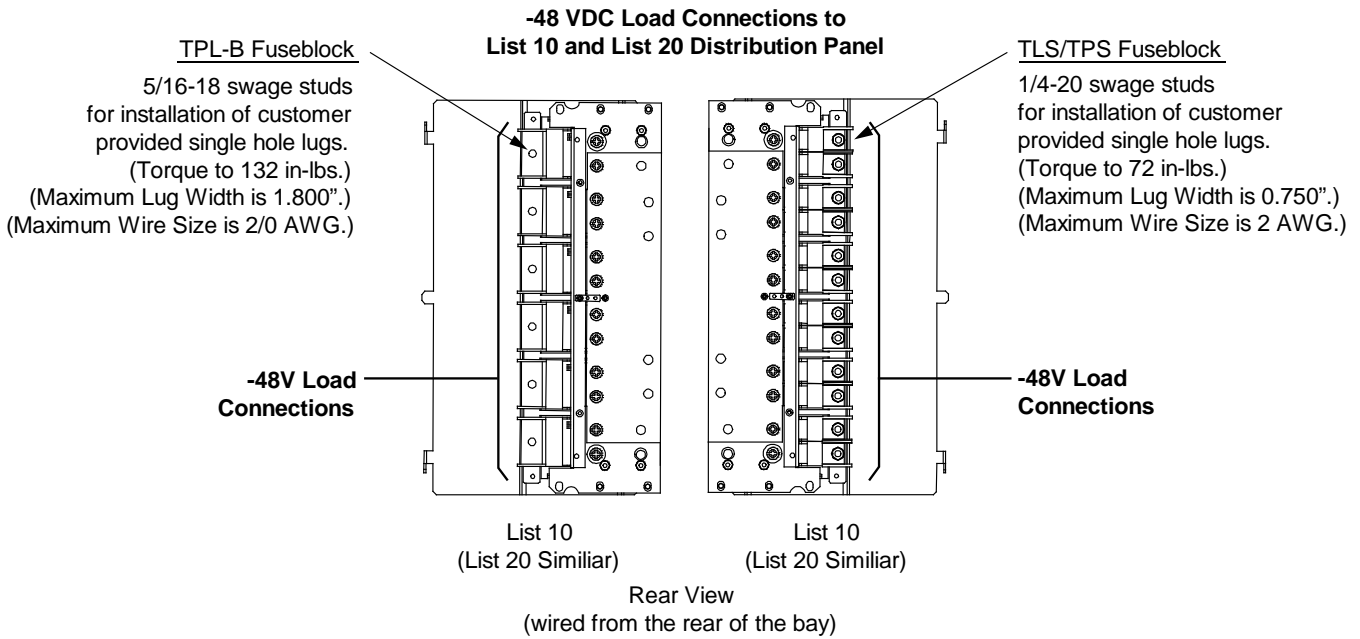 -48 VDC Load Connections to
List 10 and List 20 Distribution Panel
TPL-B Fuseblock
5/16-18 swage studs
for installation of customer
provided single hole lugs.
(Torque to 132 in-lbs.)
(Maximum Lug Width is 1.800”.)
(Maximum Wire Size is 2/0 AWG.)
TLS/TPS Fuseblock
1/4-20 swage studs
for installation of customer
provided single hole lugs.
(Torque to 72 in-lbs.)
(Maximum Lug Width is 0.750”.)
(Maximum Wire Size is 2 AWG.)
-48V Load
Connections
-48V Load
Connections
List 10
(List 20 Similiar)
List 10
(List 20 Similiar)
Rear View
(wired from the rear of the bay)